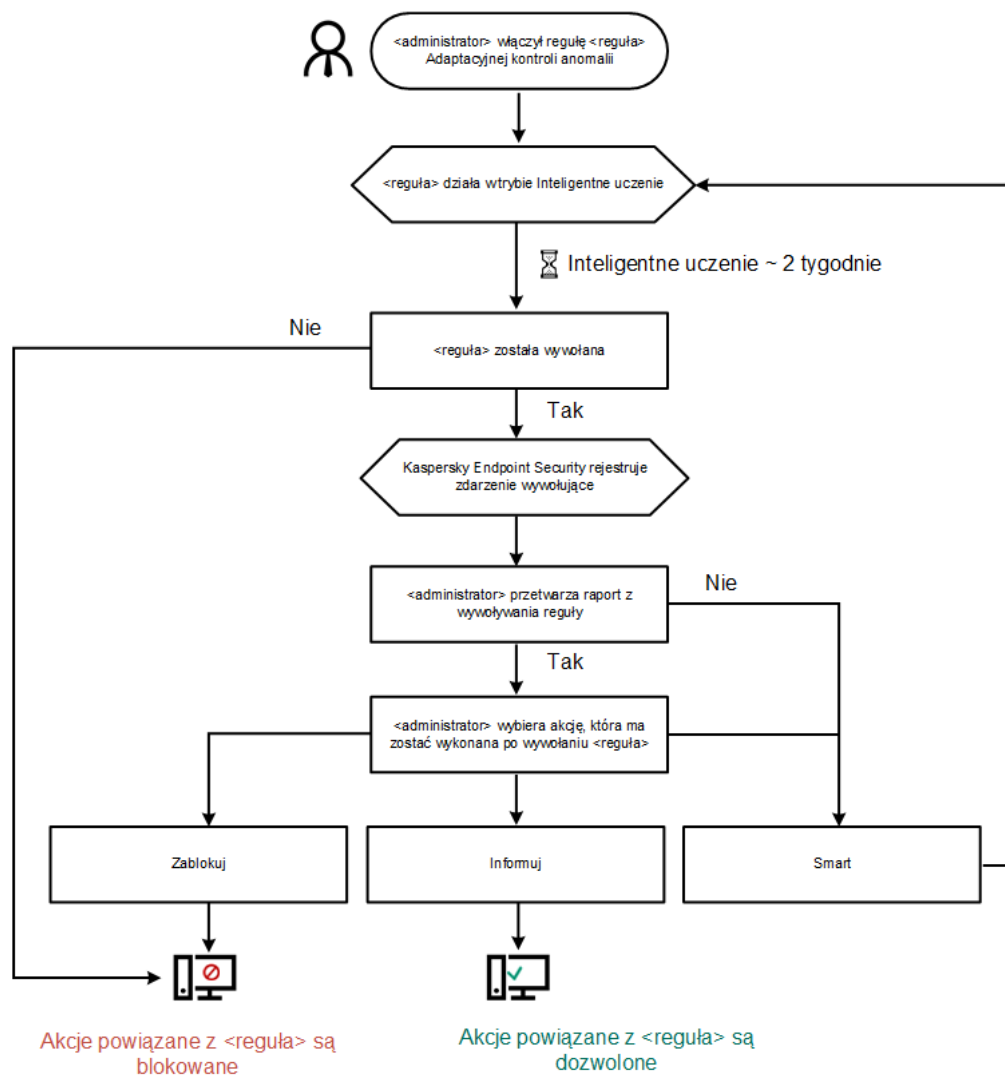 <administrator> włączył regułę <reguła>
Adaptacyjnej kontroli anomalii
<reguła> działa wtrybie Inteligentne uczenie
Inteligentne uczenie ~ 2 tygodnie
Nie
<reguła> została wywołana
Tak
Kaspersky Endpoint Security rejestruje
zdarzenie wywołujące
<administrator> przetwarza raport z
wywoływania reguły
Nie
Tak
<administrator> wybiera akcję, która ma
zostać wykonana po wywołaniu <reguła>
Zablokuj
Informuj
Smart
Akcje powiązane z <reguła> są
blokowane
Akcje powiązane z <reguła> są
dozwolone